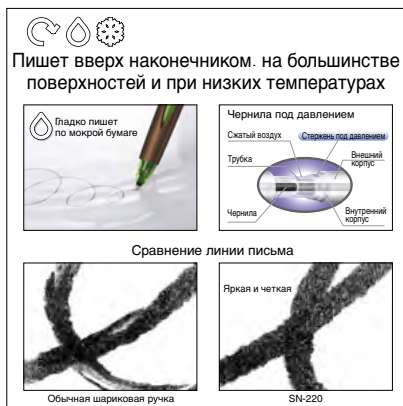 Пишет вверх наконечником. на большинстве
поверхностей и при низких температурах
Гладко пишет
по мокрой бумаге
Чернила под давлением
Сжатый воздух
Стержень под давлением
Трубка
Внешний
корпус
Чернила
Внутренний
корпус
Сравнение линии письма
Яркая и четкая
Обычная шариковая ручка
SN-220